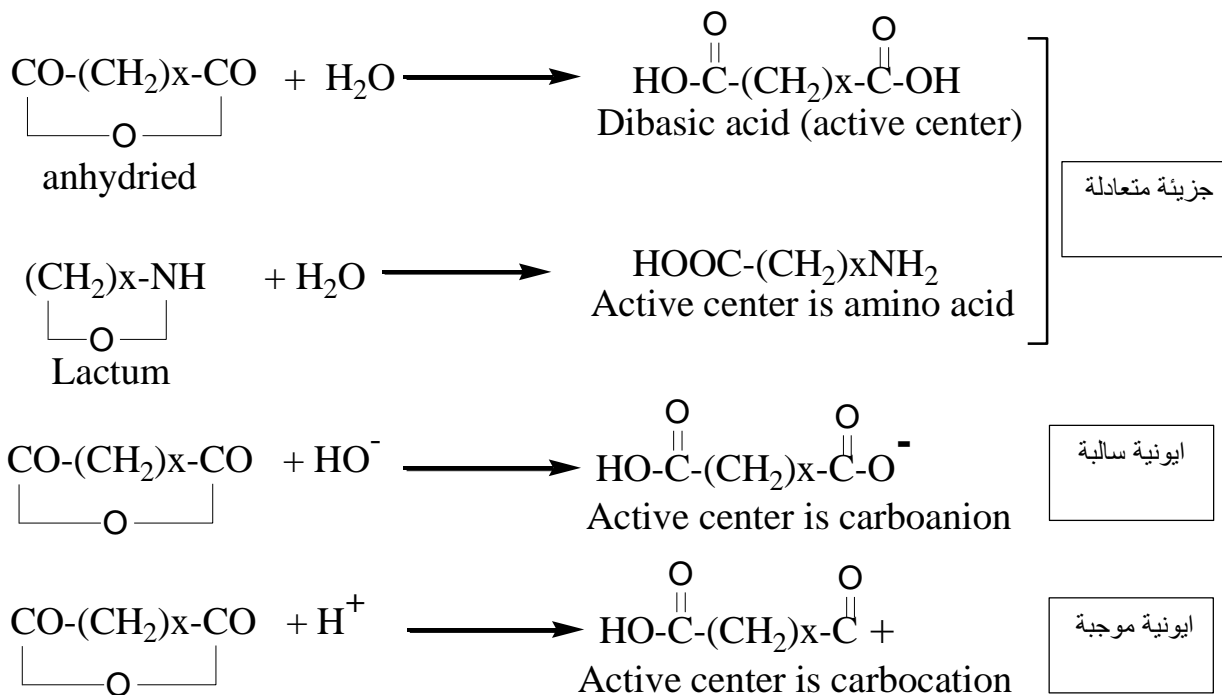 CO-(CH₂)x-CO + H₂O → HO-C-(CH₂)x-C-OH
O O O
anhydried
Dibasic acid (active center)
جزيئة متعادلة
(CH₂)x-NH + H₂O → HOOC-(CH₂)xNH₂
O
Lactum
Active center is amino acid
CO-(CH₂)x-CO + HO⁻ → HO-C-(CH₂)x-C-O⁻
O O O
Active center is carboanion
ايونية سالبة
CO-(CH₂)x-CO + H⁺ → HO-C-(CH₂)x-C +
O O O
Active center is carbocation
ايونية موجبة